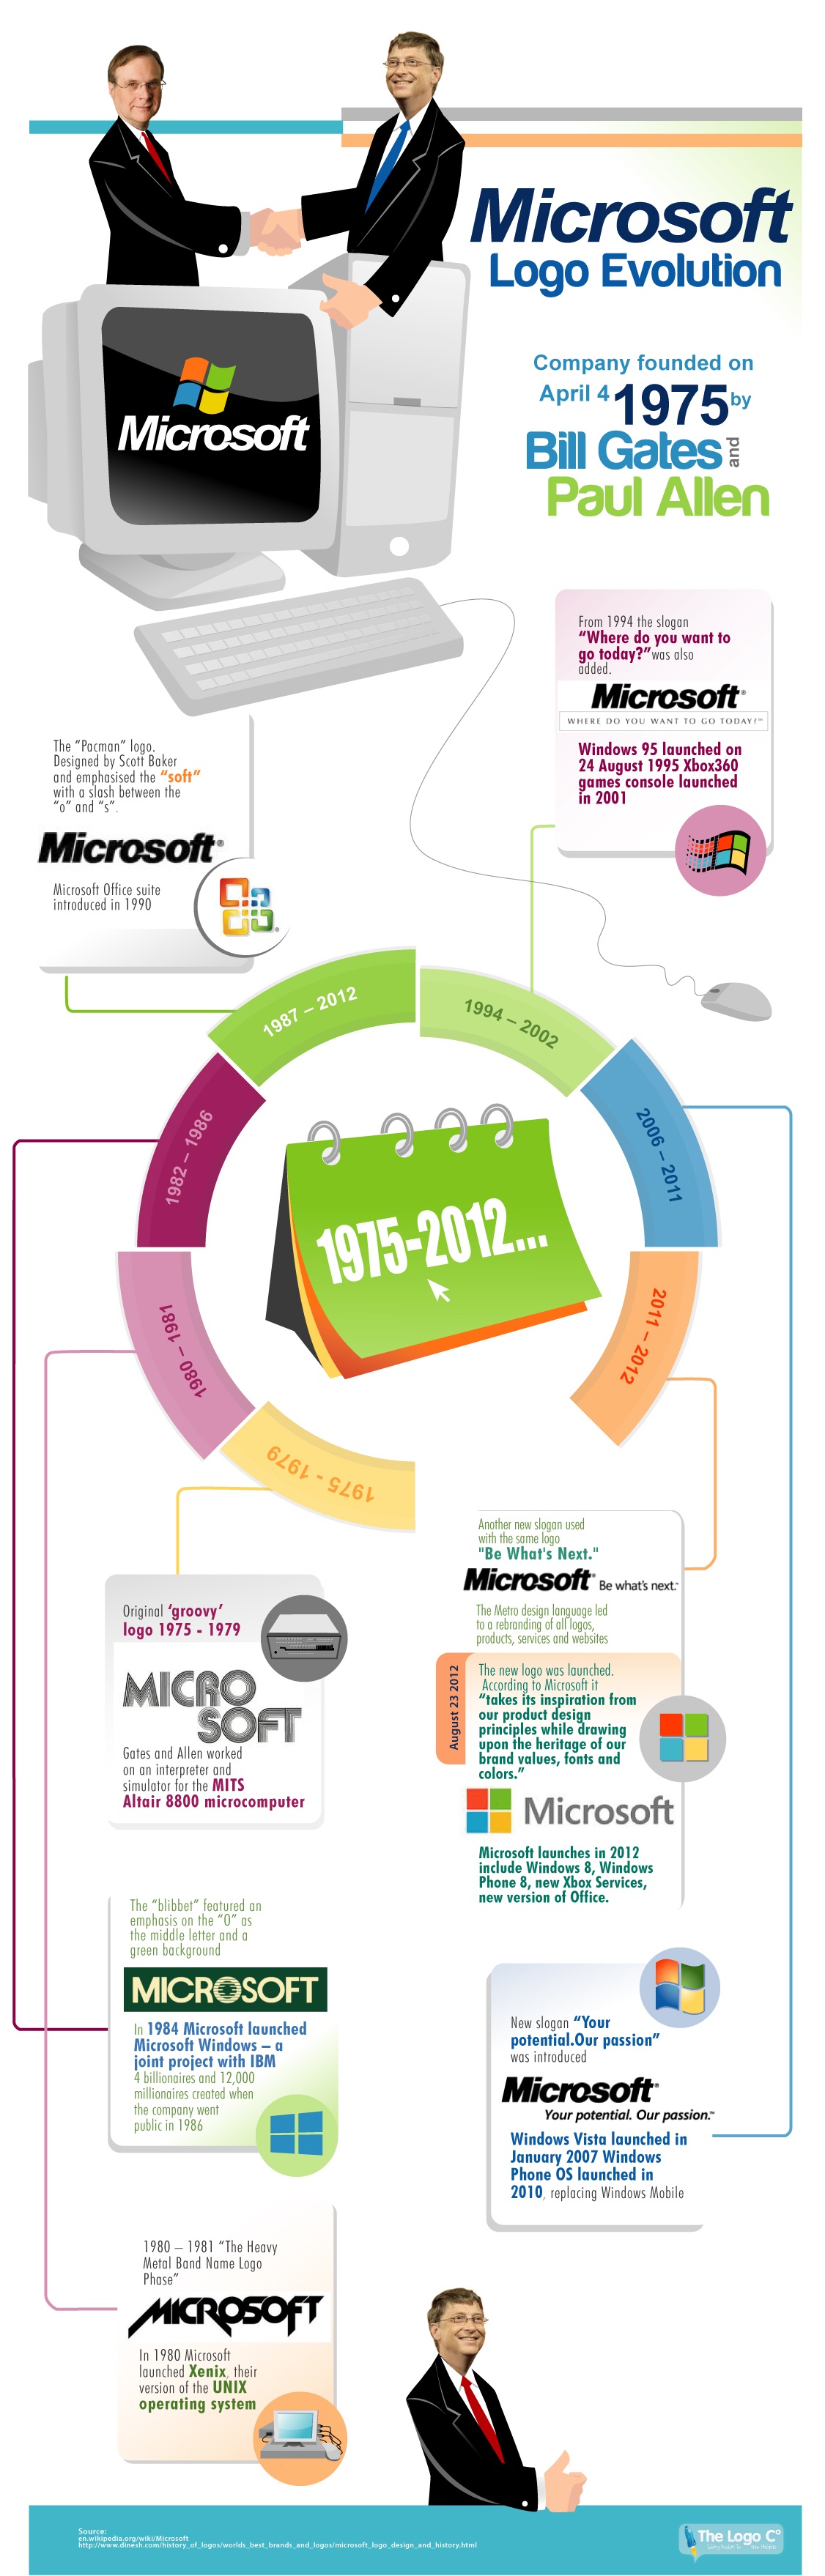 Microsoft
Logo Evolution
Company founded on
April 4 1975 by
Bill Gates and
Paul Allen
Microsoft
From 1994 the slogan
“Where do you want to
go today?” was also
added.
Microsoft®
WHERE DO YOU WANT TO GO TODAY?™
Windows 95 launched on
24 August 1995 Xbox360
games console launched
in 2001
The “Pacman” logo.
Designed by Scott Baker
and emphasised the “soft”
with a slash between the
“o” and “s”.
Microsoft®
Microsoft Office suite
introduced in 1990
1987 – 2012
1994 – 2002
1982 – 1986
2006 – 2011
1975-2012...
1980 – 1981
2011 – 2012
1975 - 1979
Original ‘groovy’
logo 1975 - 1979
MICRO
SOFT
Gates and Allen worked
on an interpreter and
simulator for the MITS
Altair 8800 microcomputer
Another new slogan used
with the same logo
"Be What's Next."
Microsoft® Be what's next.™
The Metro design language led
to a rebranding of all logos,
products, services and websites
August 23 2012
The new logo was launched.
According to Microsoft it
“takes its inspiration from
our product design
principles while drawing
upon the heritage of our
brand values, fonts and
colors.”
Microsoft
Microsoft launches in 2012
include Windows 8, Windows
Phone 8, new Xbox Services,
new version of Office.
The “blibbet” featured an
emphasis on the “O” as
the middle letter and a
green background
MICROSOFT
In 1984 Microsoft launched
Microsoft Windows – a
joint project with IBM
4 billionaires and 12,000
millionaires created when
the company went
public in 1986
New slogan “Your
potential.Our passion”
was introduced
Microsoft®
Your potential. Our passion.™
Windows Vista launched in
January 2007 Windows
Phone OS launched in
2010, replacing Windows Mobile
1980 – 1981 “The Heavy
Metal Band Name Logo
Phase”
MICROSOFT
In 1980 Microsoft
launched Xenix, their
version of the UNIX
operating system
Source:
en.wikipedia.org/wiki/Microsoft
http://www.dinesh.com/history_of_logos/worlds_best_brands_and_logos/microsoft_logo_design_and_history.html
The Logo Co